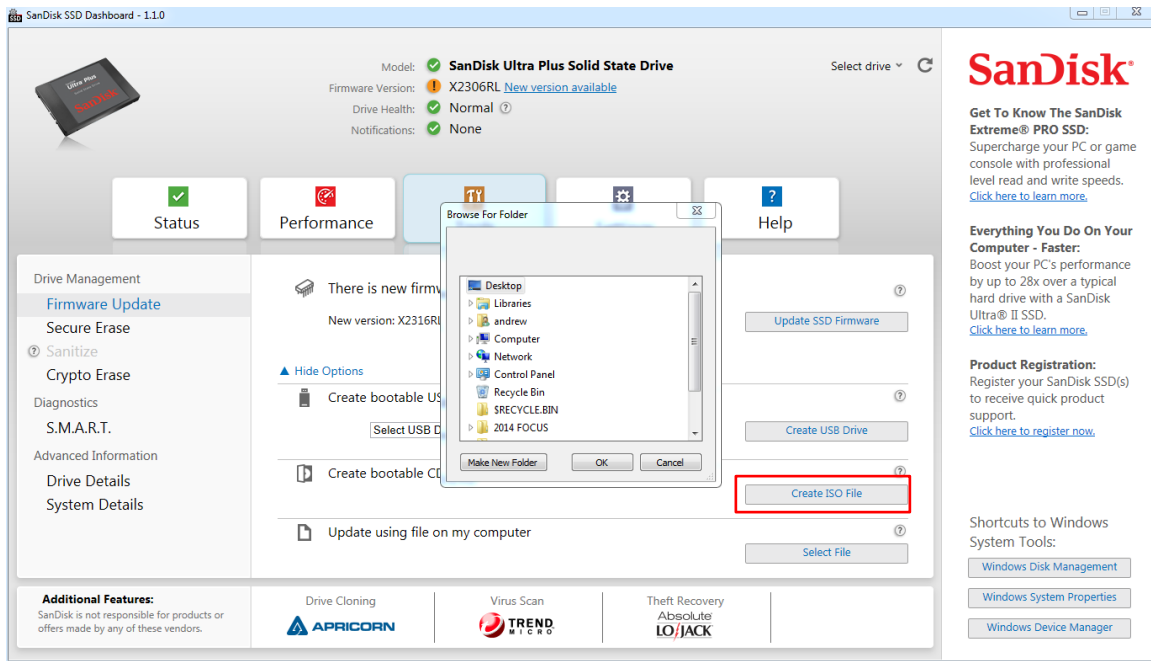 SanDisk SSD Dashboard - 1.1.0
Model: SanDisk Ultra Plus Solid State Drive
Firmware Version: X2306RL New version available
Drive Health: Normal
Notifications: None
Select drive
Ultra Plus
SanDisk
Status
Performance
Help
Drive Management
Firmware Update
Secure Erase
Sanitize
Crypto Erase
Diagnostics
S.M.A.R.T.
Advanced Information
Drive Details
System Details
There is new
New version: X2316RL
Update SSD Firmware
Hide Options
Create bootable
Select USB
Create USB Drive
Create bootable
Create ISO File
Update using file on my computer
Select File
Browse For Folder
Desktop
Libraries
andrew
Computer
Network
Control Panel
Recycle Bin
$RECYCLE.BIN
2014 FOCUS
Make New Folder
OK
Cancel
Additional Features:
SanDisk is not responsible for products or
offers made by any of these vendors.
Drive Cloning
APRICORN
Virus Scan
TREND
MICRO
Theft Recovery
Absolute
LO/JACK
SanDisk
Get To Know The SanDisk
Extreme® PRO SSD:
Supercharge your PC or game
console with professional
level read and write speeds.
Click here to learn more.
Everything You Do On Your
Computer - Faster:
Boost your PC's performance
by up to 28x over a typical
hard drive with a SanDisk
Ultra® II SSD.
Click here to learn more.
Product Registration:
Register your SanDisk SSD(s)
to receive quick product
support.
Click here to register now.
Shortcuts to Windows
System Tools:
Windows Disk Management
Windows System Properties
Windows Device Manager